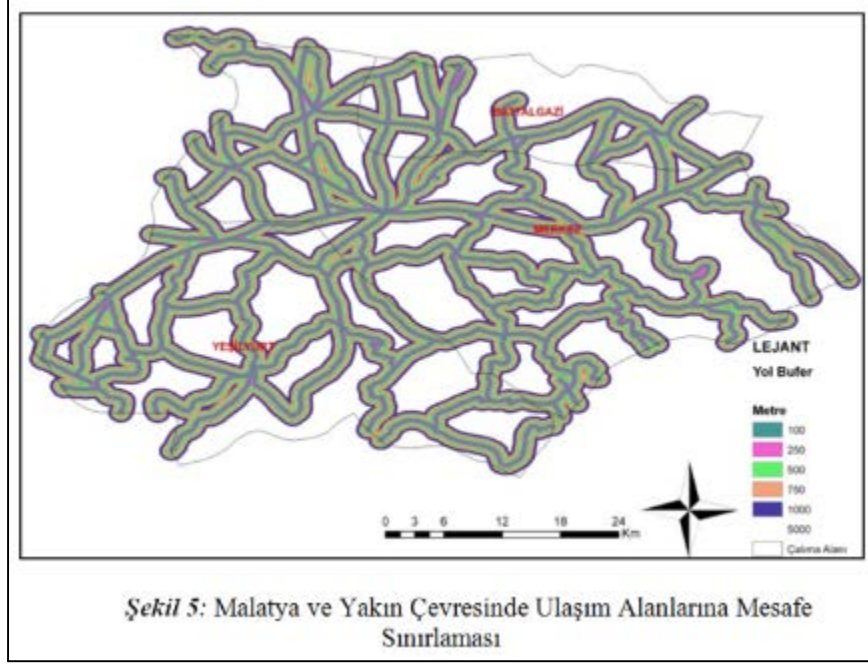 BATTALGAZİ
MERKEZ
YEŞİLYURT
LEJANT
Yol Bufer
Metre
100
250
500
750
1000
5000
Çalıma Alanı
0 3 6 12 18 24
Km
Şekil 5: Malatya ve Yakın Çevresinde Ulaşım Alanlarına Mesafe
Sınırlaması